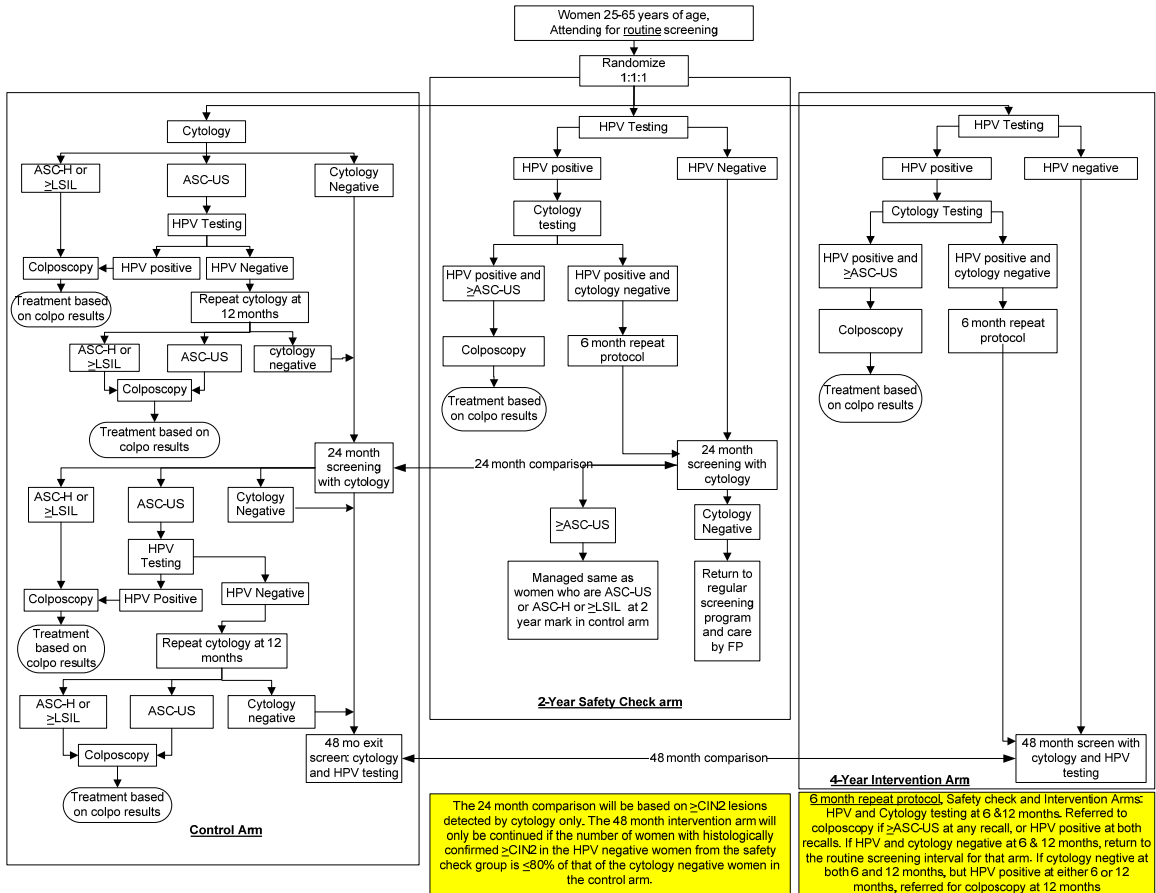 Women 25-65 years of age,
Attending for routine screening
Randomize
1:1:1
Cytology
ASC-H or
≥LSIL
ASC-US
Cytology
Negative
HPV Testing
Colposcopy
HPV positive
HPV Negative
Treatment based
on colpo results
Repeat cytology at
12 months
ASC-H or
≥LSIL
ASC-US
cytology
negative
Colposcopy
Treatment based on
colpo results
24 month
screening
with cytology
ASC-H or
≥LSIL
ASC-US
Cytology
Negative
HPV
Testing
Colposcopy
HPV Positive
HPV Negative
Treatment
based on
colpo results
Repeat cytology at 12
months
ASC-H or
≥LSIL
ASC-US
Cytology
negative
Colposcopy
48 mo exit
screen: cytology
and HPV testing
Treatment based on
colpo results
Control Arm
HPV Testing
HPV positive
HPV Negative
Cytology
testing
HPV positive and
≥ASC-US
HPV positive and
cytology negative
Colposcopy
6 month repeat
protocol
Treatment based
on colpo results
24 month comparison
24 month
screening with
cytology
≥ASC-US
Cytology
Negative
Managed same as
women who are ASC-US
or ASC-H or ≥LSIL at 2
year mark in control arm
Return to
regular
screening
program
and care
by FP
2-Year Safety Check arm
48 month comparison
HPV Testing
HPV positive
HPV negative
Cytology Testing
HPV positive and
≥ASC-US
HPV positive and
cytology negative
Colposcopy
6 month repeat
protocol
Treatment based
on colpo results
48 month screen with
cytology and HPV
testing
4-Year Intervention Arm
The 24 month comparison will be based on ≥CIN2 lesions
detected by cytology only. The 48 month intervention arm will
only be continued if the number of women with histologically
confirmed ≥CIN2 in the HPV negative women from the safety
check group is ≤80% of that of the cytology negative women in
the control arm.
6 month repeat protocol, Safety check and Intervention Arms:
HPV and Cytology testing at 6 &12 months. Referred to
colposcopy if ≥ASC-US at any recall, or HPV positive at both
recalls. If HPV and cytology negative at 6 & 12 months, return to
the routine screening interval for that arm. If cytology negtive at
both 6 and 12 months, but HPV positive at either 6 or 12
months, referred for colposcopy at 12 months